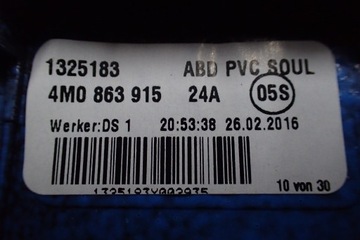 1325183 ABD PVC SOUL
4M0 863 915 24A 05S
Werker:DS 1 20:53:38 26.02.2016
1325183Y002935
10 von 30